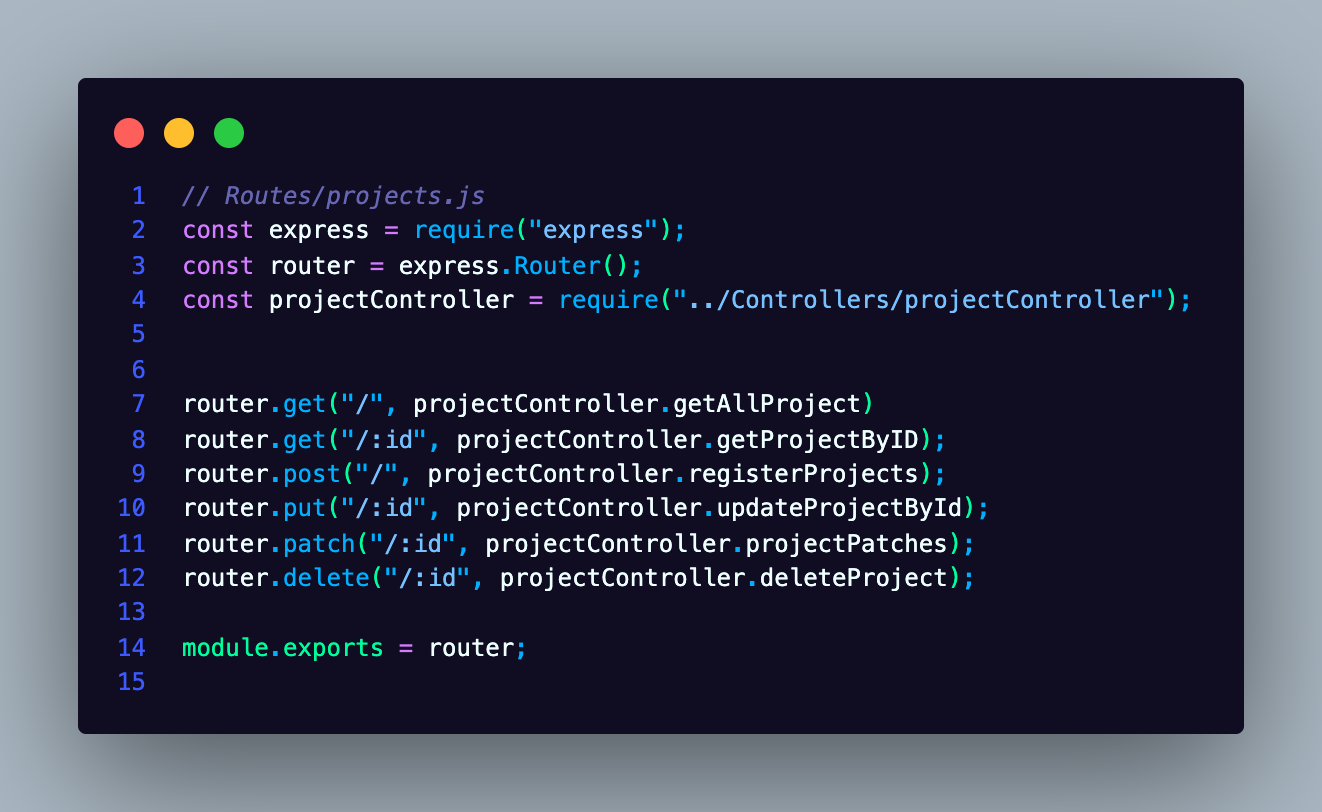 1 // Routes/projects.js
2 const express = require("express");
3 const router = express.Router();
4 const projectController = require("../Controllers/projectController");
5
6
7 router.get("/", projectController.getAllProject)
8 router.get("/:id", projectController.getProjectByID);
9 router.post("/", projectController.registerProjects);
10 router.put("/:id", projectController.updateProjectById);
11 router.patch("/:id", projectController.projectPatches);
12 router.delete("/:id", projectController.deleteProject);
13
14 module.exports = router;
15